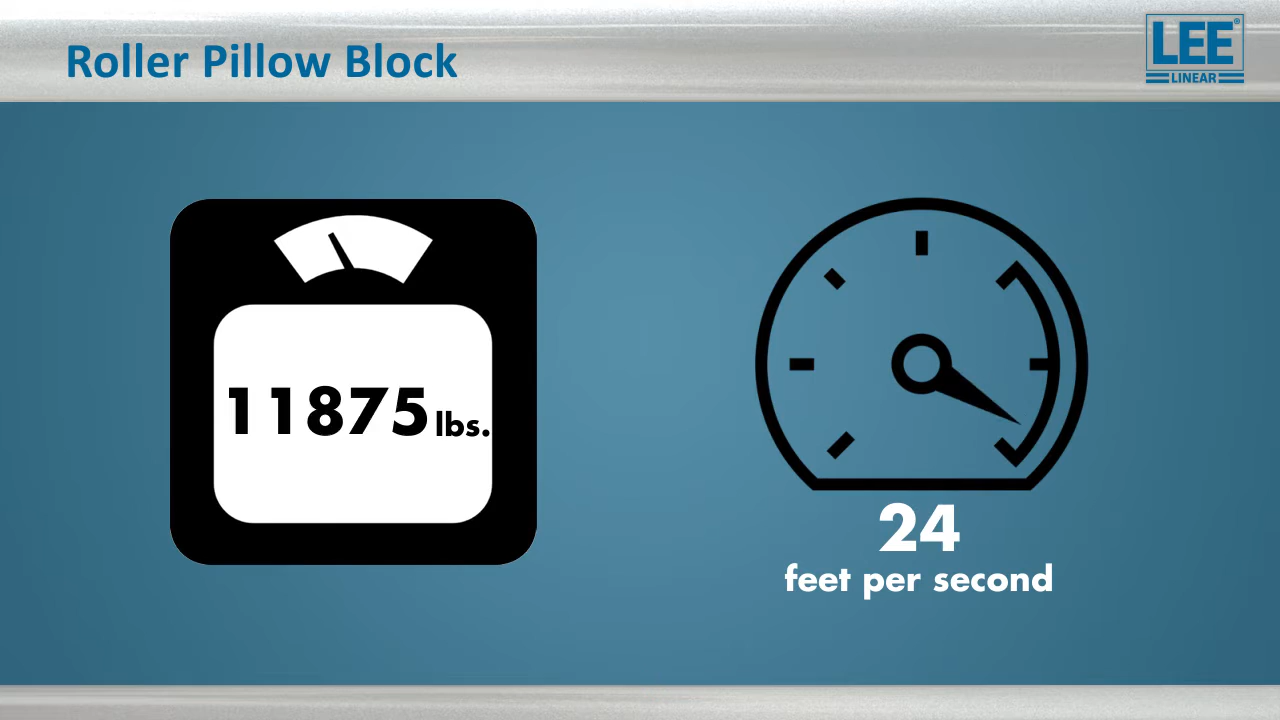 Roller Pillow Block
LEE®
LINEAR
11875 lbs.
24
feet per second